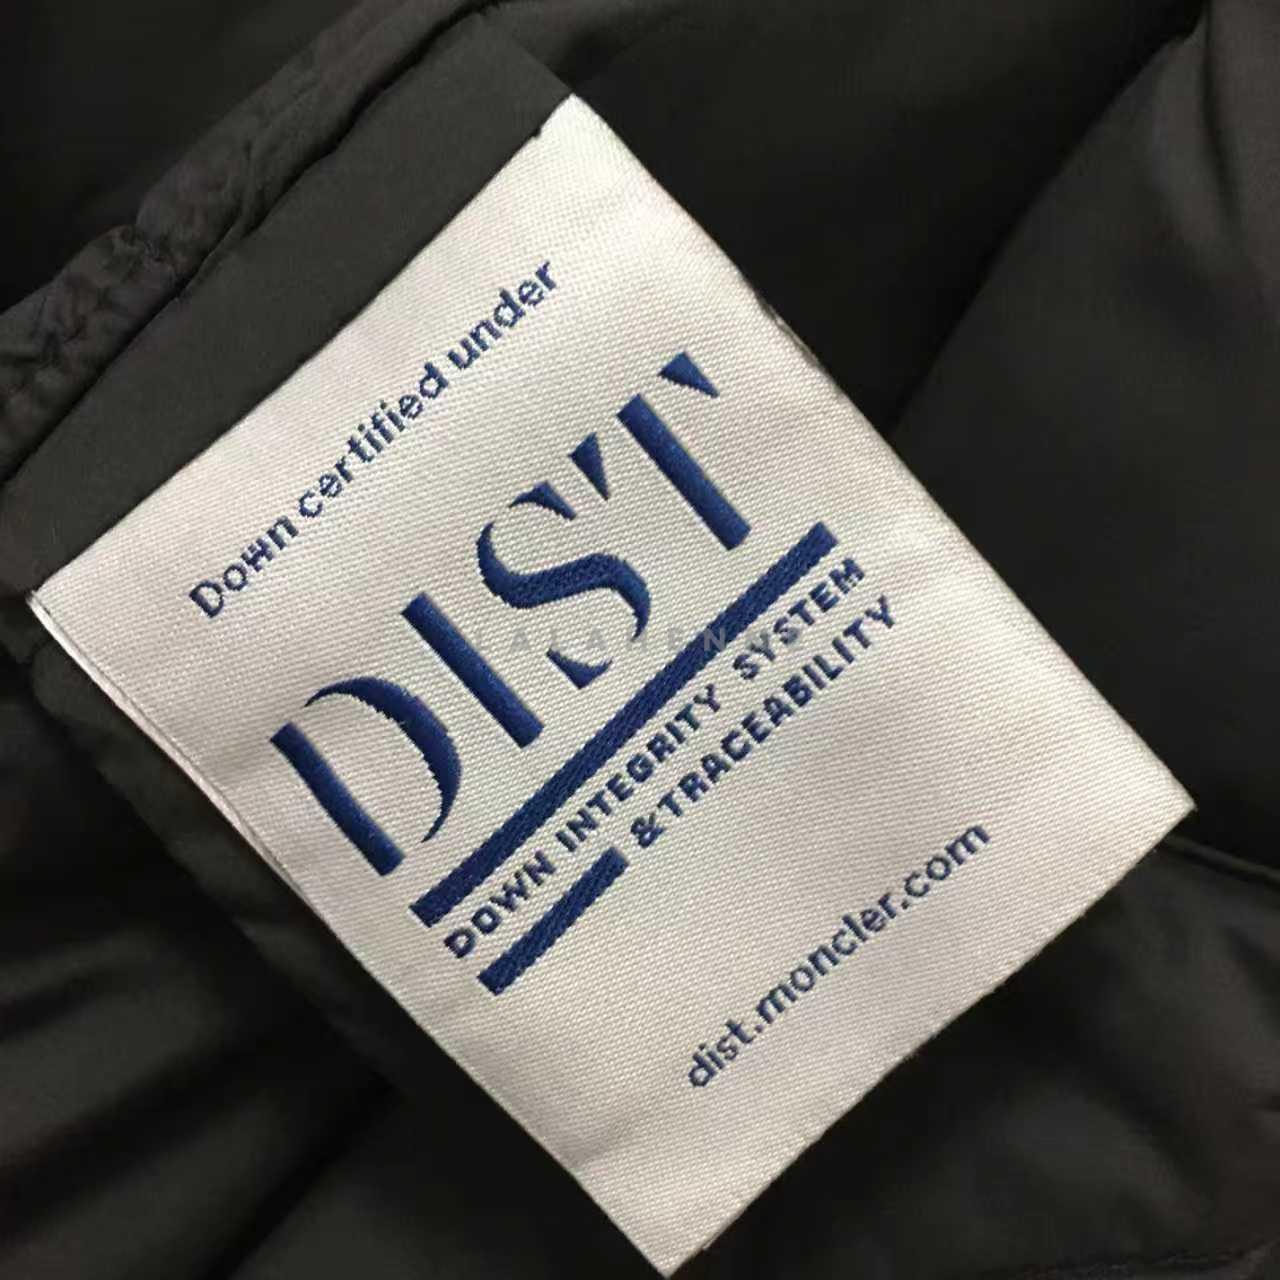 Down certified under
DIST
DOWN INTEGRITY SYSTEM
& TRACEABILITY
dist.moncler.com